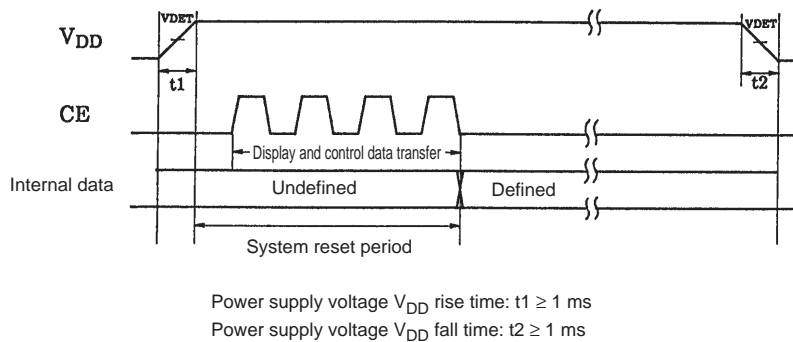 VDET VDET
VDD
t1 t2
CE
Display and control data transfer
Internal data Undefined Defined
System reset period
Power supply voltage VDD rise time: t1 ≥ 1 ms
Power supply voltage VDD fall time: t2 ≥ 1 ms